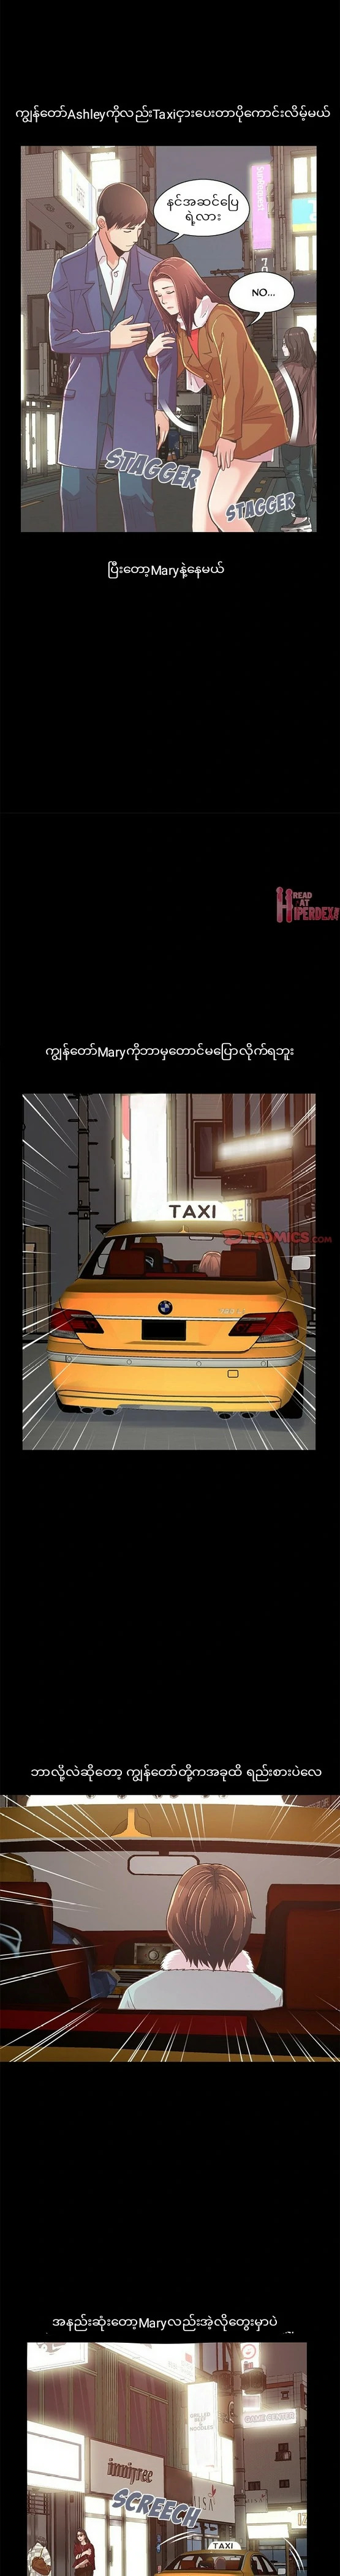 ကျွန်တော်Ashleyကိုလည်းTaxiငှားပေးတာပိုကောင်းလိမ့်မယ်
နင်အဆင်ပြေ
ရဲ့လား
NO...
STAGGER
STAGGER
ပြီးတော့Maryနဲ့နေမယ်
READ
AT
HIPERDEXA
ကျွန်တော်Maryကိုဘာမှတောင်မပြောလိုက်ရဘူး
TAXI
TOOMICS.COM
ဘာလို့လဲဆိုတော့ ကျွန်တော်တို့ကအခုထိ ရည်းစားပဲလေ
အနည်းဆုံးတော့Maryလည်းအဲ့လိုတွေးမှာပဲ
GAME CENTER
GRILLED
BEEF
&
NOODLES
innijfree
SCREECH
TAXI